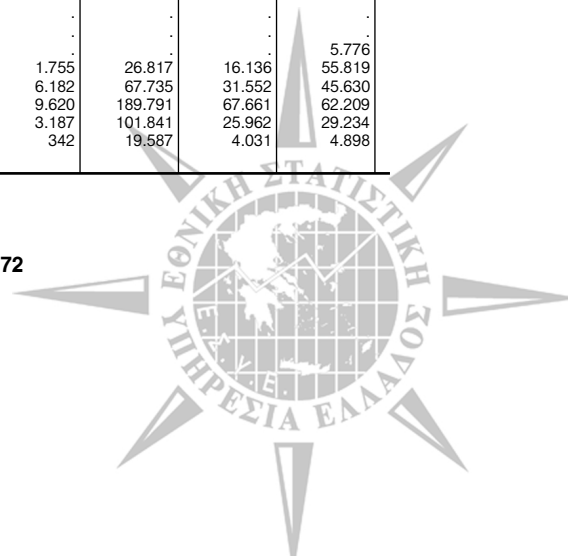 . . . .
. . . .
. . . 5.776
1.755 26.817 16.136 55.819
6.182 67.735 31.552 45.630
9.620 189.791 67.661 62.209
3.187 101.841 25.962 29.234
342 19.587 4.031 4.898
72
ΕΘΝΙΚΗ ΣΤΑΤΙΣΤΙΚΗ
ΥΠΗΡΕΣΙΑ ΕΛΛΑΔΟΣ
Ε.Σ.Υ.Ε.